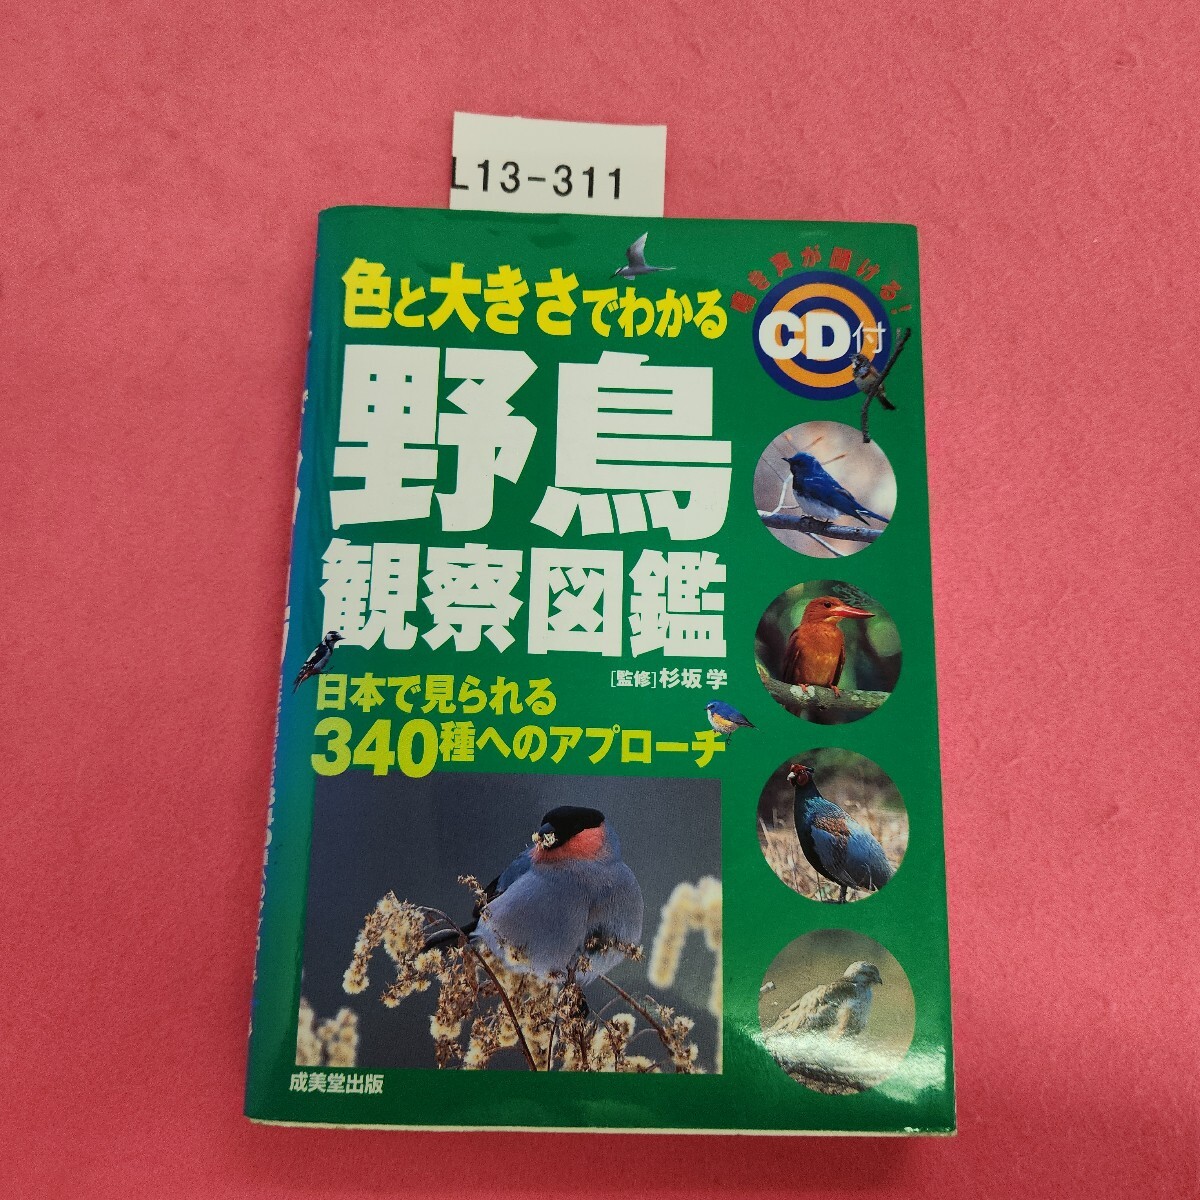 L13-311
色と大きさでわかる
鳴き声が聞ける!
CD付
野鳥
観察図鑑
[監修]杉坂 学
日本で見られる
340種へのアプローチ
成美堂出版